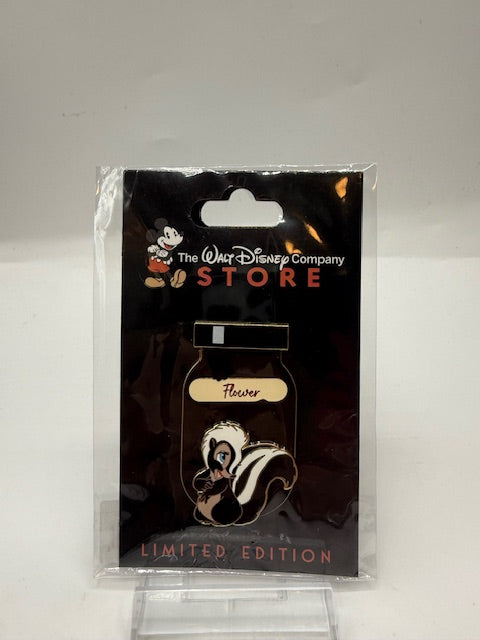 The Walt Disney Company
STORE
Flower
LIMITED EDITION